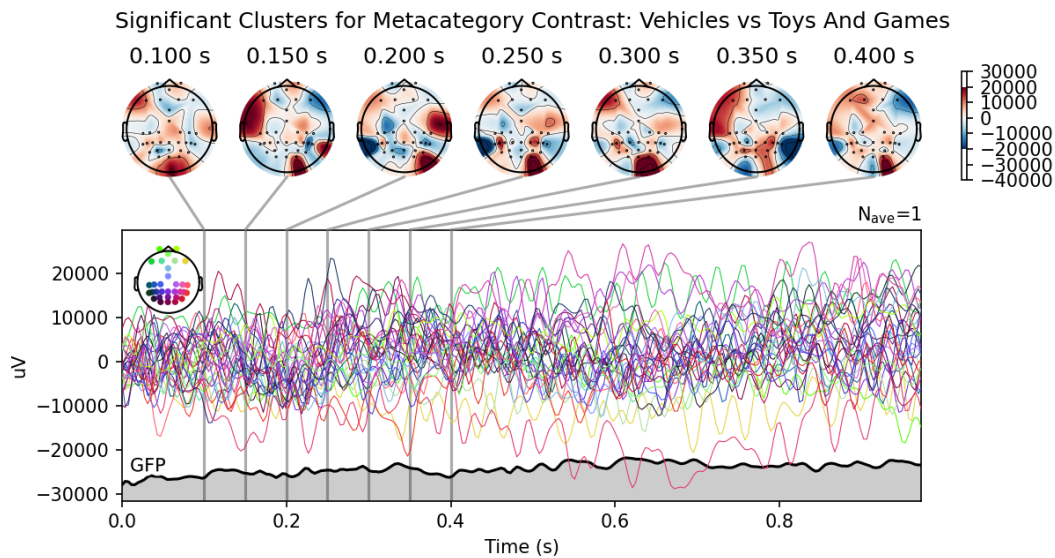 Significant Clusters for Metacategory Contrast: Vehicles vs Toys And Games
0.100 s 0.150 s 0.200 s 0.250 s 0.300 s 0.350 s 0.400 s
30000
20000
10000
0
−10000
−20000
−30000
−40000
Nave=1
20000
10000
0
−10000
−20000
−30000
uV
GFP
0.0 0.2 0.4 0.6 0.8
Time (s)